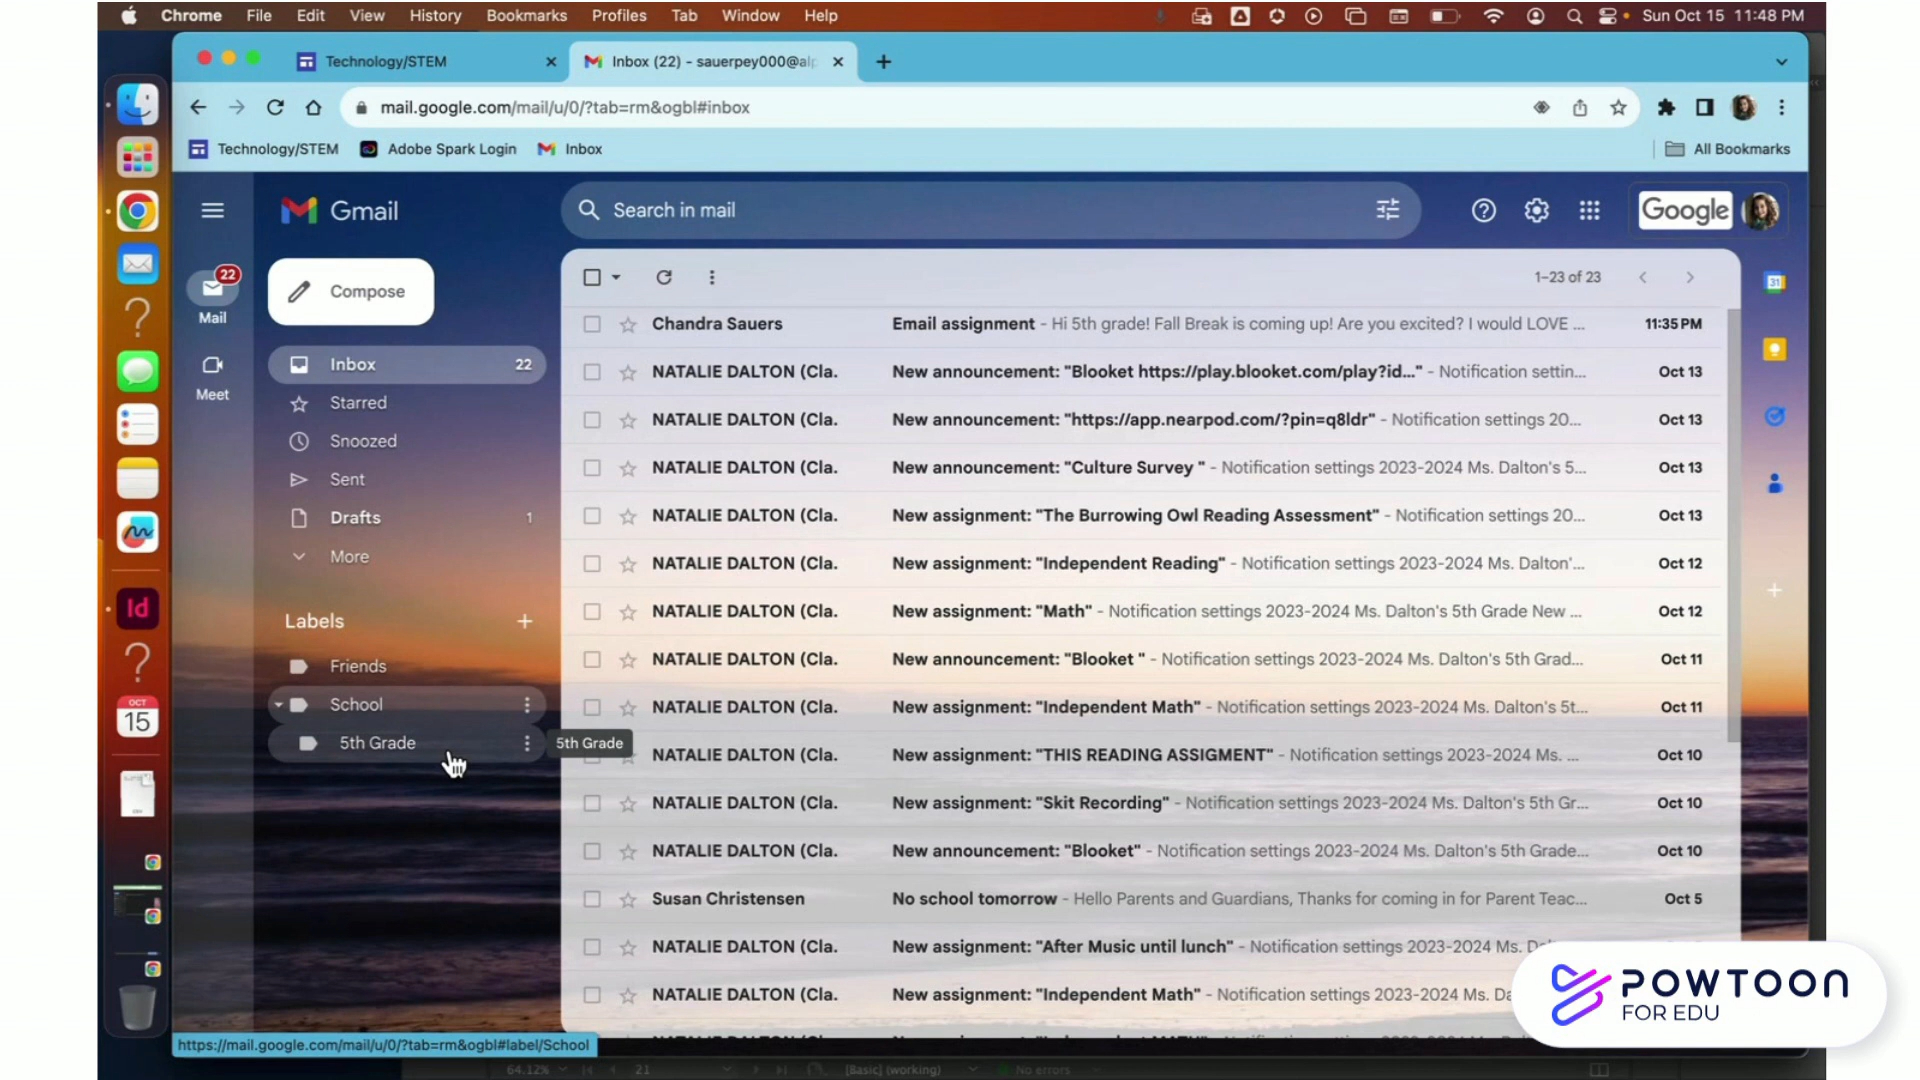 Chrome File Edit View History Bookmarks Profiles Tab Window Help Sun Oct 15 11:48 PM
Technology/STEM Inbox (22) - sauerpey000@alp
mail.google.com/mail/u/0/?tab=rm&ogbl#inbox
Technology/STEM Adobe Spark Login Inbox All Bookmarks
Gmail Search in mail Google
22
Mail
Meet
Compose
Inbox 22
Starred
Snoozed
Sent
Drafts 1
More
Labels +
Friends
School
5th Grade
5th Grade
1–23 of 23
Chandra Sauers Email assignment - Hi 5th grade! Fall Break is coming up! Are you excited? I would LOVE ... 11:35 PM
NATALIE DALTON (Cla. New announcement: "Blooket https://play.blooket.com/play?id..." - Notification settin... Oct 13
NATALIE DALTON (Cla. New announcement: "https://app.nearpod.com/?pin=q8ldr" - Notification settings 20... Oct 13
NATALIE DALTON (Cla. New announcement: "Culture Survey " - Notification settings 2023-2024 Ms. Dalton's 5... Oct 13
NATALIE DALTON (Cla. New assignment: "The Burrowing Owl Reading Assessment" - Notification settings 20... Oct 13
NATALIE DALTON (Cla. New assignment: "Independent Reading" - Notification settings 2023-2024 Ms. Dalton'... Oct 12
NATALIE DALTON (Cla. New assignment: "Math" - Notification settings 2023-2024 Ms. Dalton's 5th Grade New ... Oct 12
NATALIE DALTON (Cla. New announcement: "Blooket " - Notification settings 2023-2024 Ms. Dalton's 5th Grad... Oct 11
NATALIE DALTON (Cla. New assignment: "Independent Math" - Notification settings 2023-2024 Ms. Dalton's 5t... Oct 11
NATALIE DALTON (Cla. New assignment: "THIS READING ASSIGMENT" - Notification settings 2023-2024 Ms. ... Oct 10
NATALIE DALTON (Cla. New assignment: "Skit Recording" - Notification settings 2023-2024 Ms. Dalton's 5th Gr... Oct 10
NATALIE DALTON (Cla. New announcement: "Blooket" - Notification settings 2023-2024 Ms. Dalton's 5th Grade... Oct 10
Susan Christensen No school tomorrow - Hello Parents and Guardians, Thanks for coming in for Parent Teac... Oct 5
NATALIE DALTON (Cla. New assignment: "After Music until lunch" - Notification settings 2023-2024 Ms.
NATALIE DALTON (Cla. New assignment: "Independent Math" - Notification settings 2023-2024 Ms.
31
Id
OCT
15
https://mail.google.com/mail/u/0/?tab=rm&ogbl#label/School
64.12% 21 [Basic] (working) No errors
POWTOON
FOR EDU